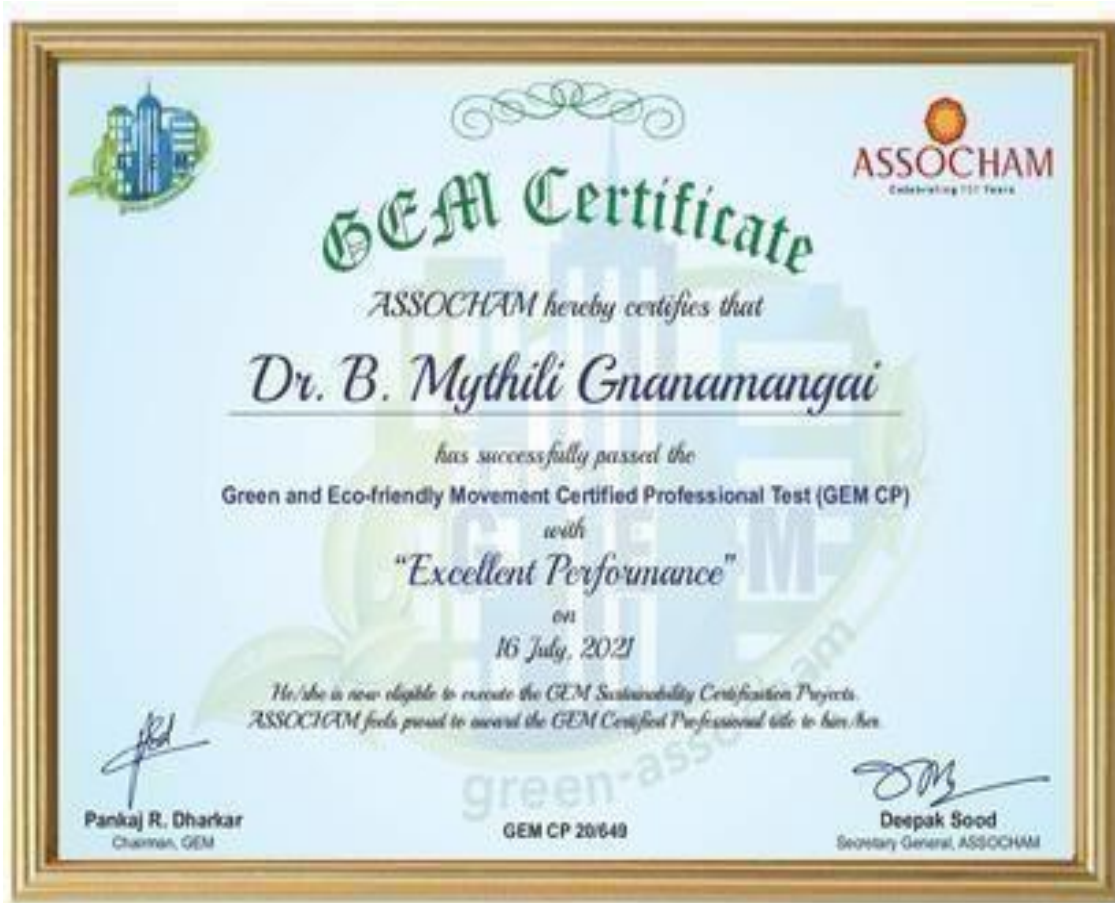 GEM
ASSOCHAM
GEM Certificate
ASSOCHAM hereby certifies that
Dr. B. Mythili Gnanamangai
has successfully passed the
Green and Eco-friendly Movement Certified Professional Test (GEM CP)
with
“Excellent Performance”
on
16 July, 2021
He/she is now eligible to execute the GEM Sustainability Certification Projects.
ASSOCHAM feels proud to award the GEM Certified Professional title to him/her.
Pankaj R. Dharkar
Chairman, GEM
GEM CP 20/649
Deepak Sood
Secretary General, ASSOCHAM